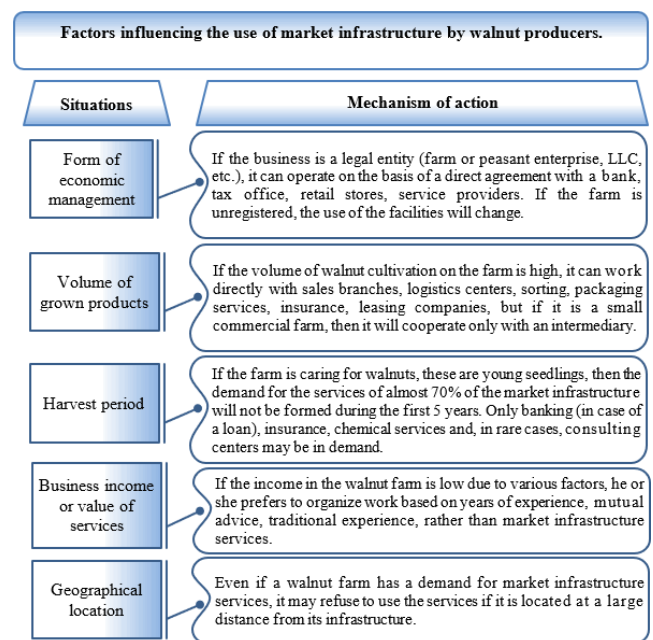 Factors influencing the use of market infrastructure by walnut producers.
Situations
Mechanism of action
Form of
economic
management
If the business is a legal entity (farm or peasant enterprise, LLC,
etc.), it can operate on the basis of a direct agreement with a bank,
tax office, retail stores, service providers. If the farm is
unregistered, the use of the facilities will change.
Volume of
grown products
If the volume of walnut cultivation on the farm is high, it can work
directly with sales branches, logistics centers, sorting, packaging
services, insurance, leasing companies, but if it is a small
commercial farm, then it will cooperate only with an intermediary.
Harvest period
If the farm is caring for walnuts, these are young seedlings, then the
demand for the services of almost 70% of the market infrastructure
will not be formed during the first 5 years. Only banking (in case of
a loan), insurance, chemical services and, in rare cases, consulting
centers may be in demand.
Business income
or value of
services
If the income in the walnut farm is low due to various factors, he or
she prefers to organize work based on years of experience, mutual
advice, traditional experience, rather than market infrastructure
services.
Geographical
location
Even if a walnut farm has a demand for market infrastructure
services, it may refuse to use the services if it is located at a large
distance from its infrastructure.